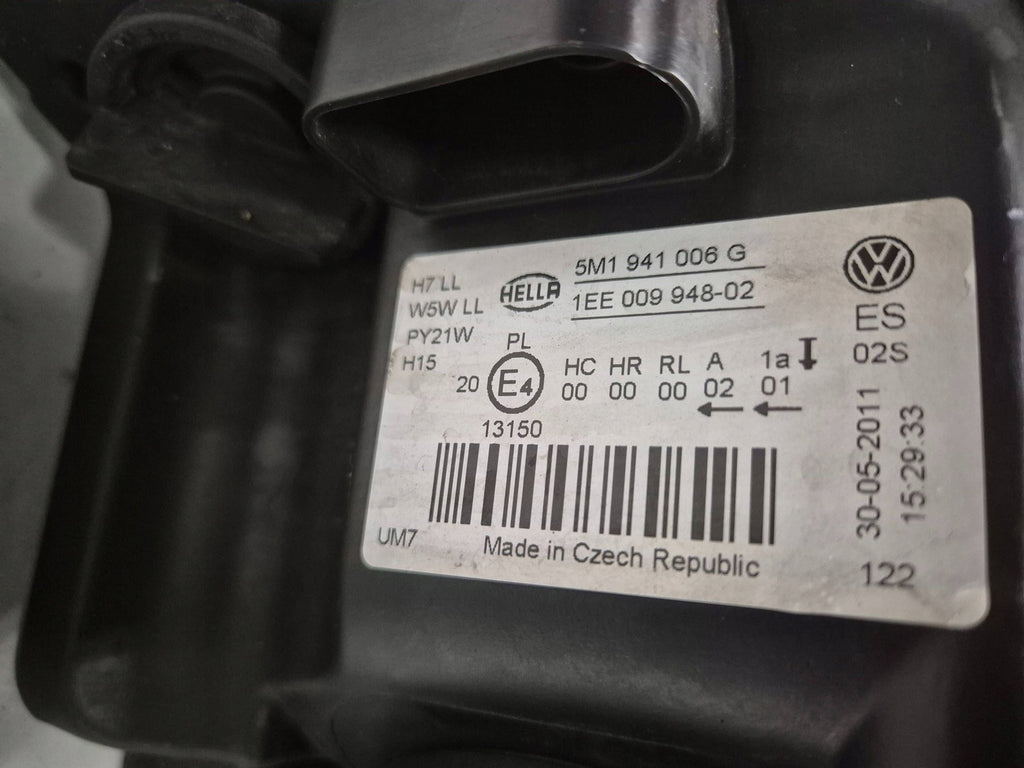 H7 LL
W5W LL
PY21W
H15
HELLA
5M1 941 006 G
1EE 009 948-02
PL
20 E4
13150
HC HR RL A 1a
00 00 00 02 01
UM7
Made in Czech Republic
VW
ES
02S
30-05-2011
15:29:33
122